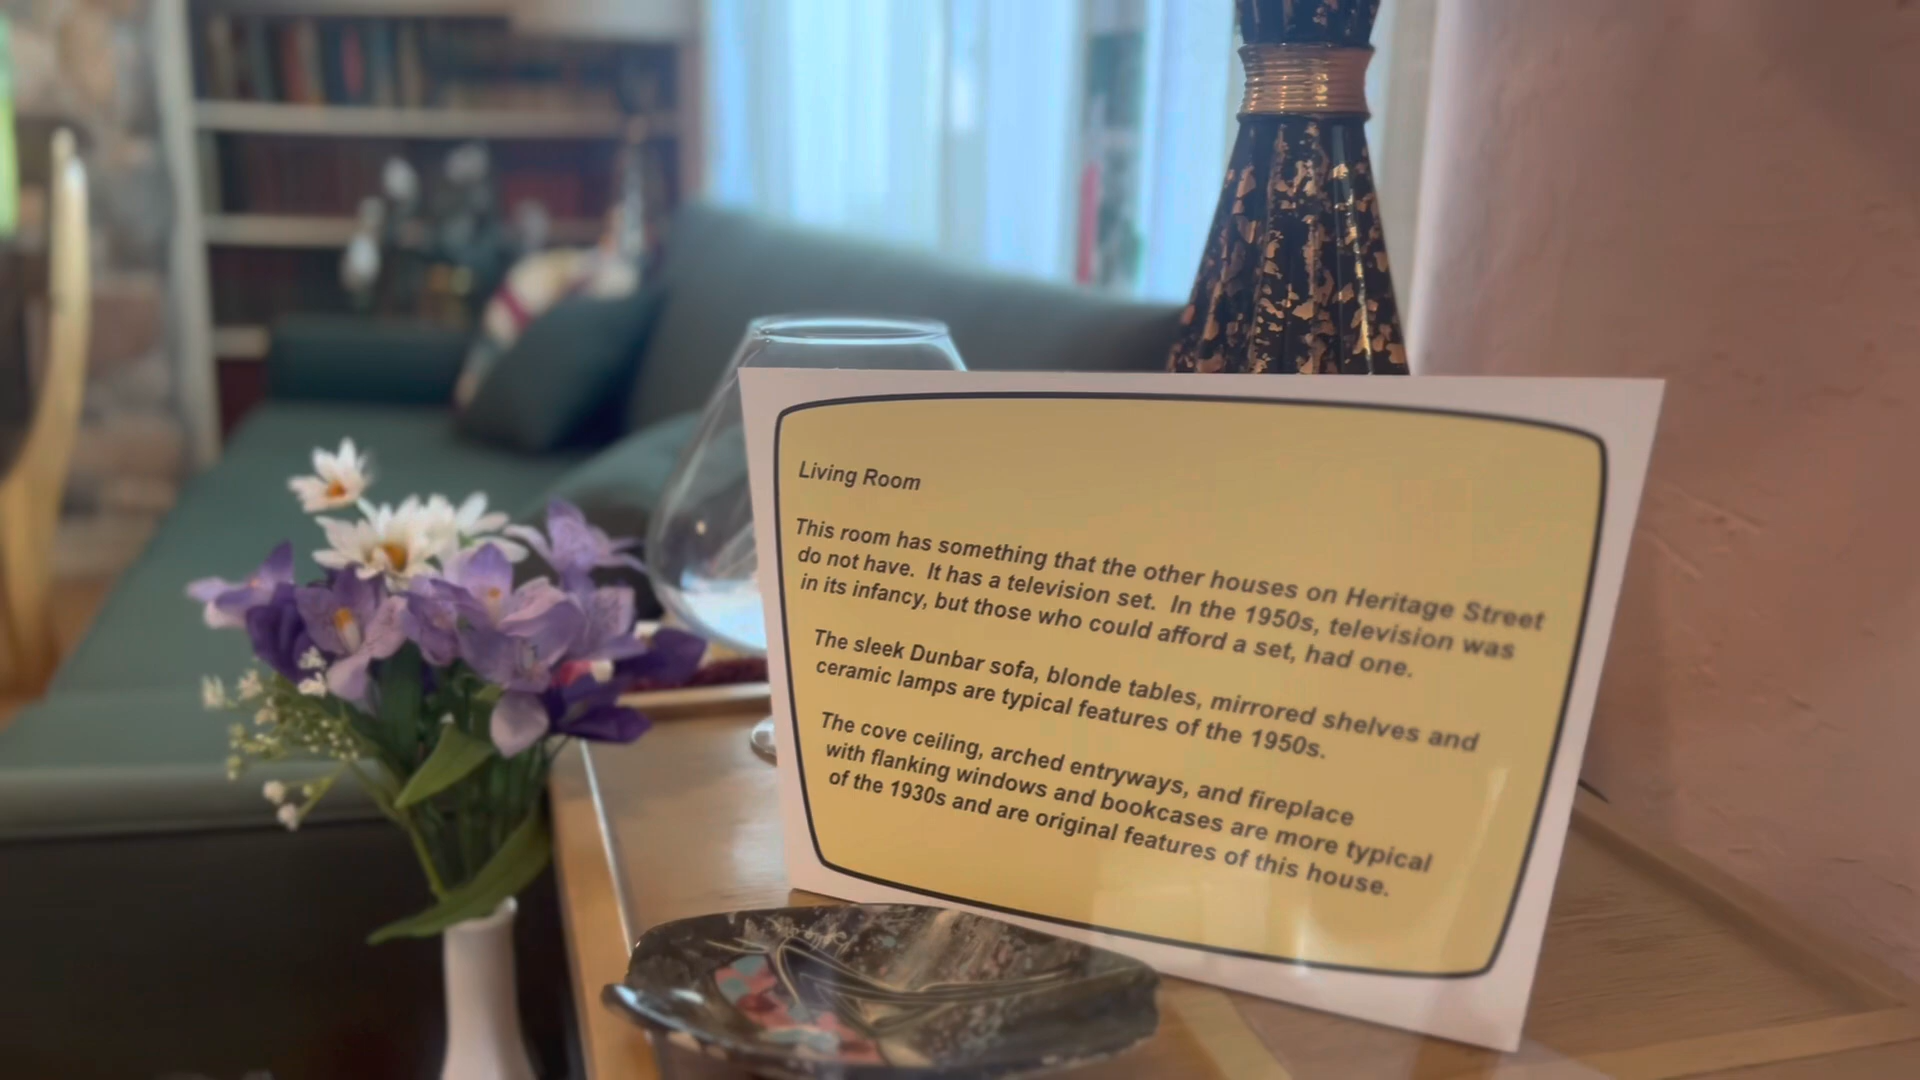 Living Room
This room has something that the other houses on Heritage Street
do not have. It has a television set. In the 1950s, television was
in its infancy, but those who could afford a set, had one.
The sleek Dunbar sofa, blonde tables, mirrored shelves and
ceramic lamps are typical features of the 1950s.
The cove ceiling, arched entryways, and fireplace
with flanking windows and bookcases are more typical
of the 1930s and are original features of this house.